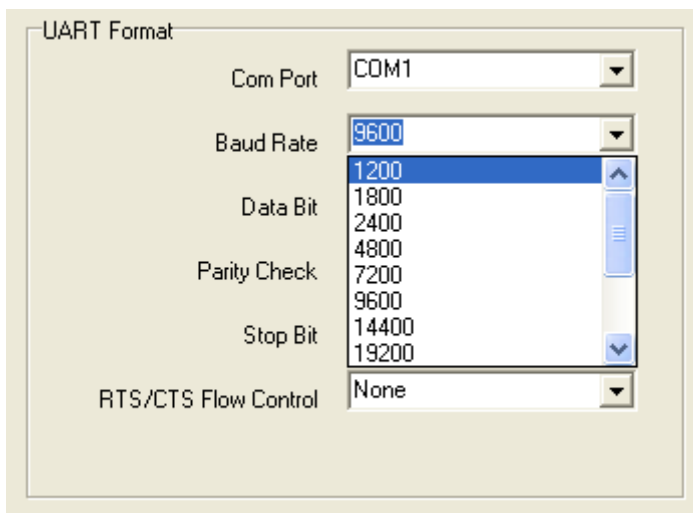 UART Format
Com Port COM1
Baud Rate 9600
1200
1800
Data Bit
2400
4800
Parity Check
7200
9600
Stop Bit
14400
19200
RTS/CTS Flow Control None